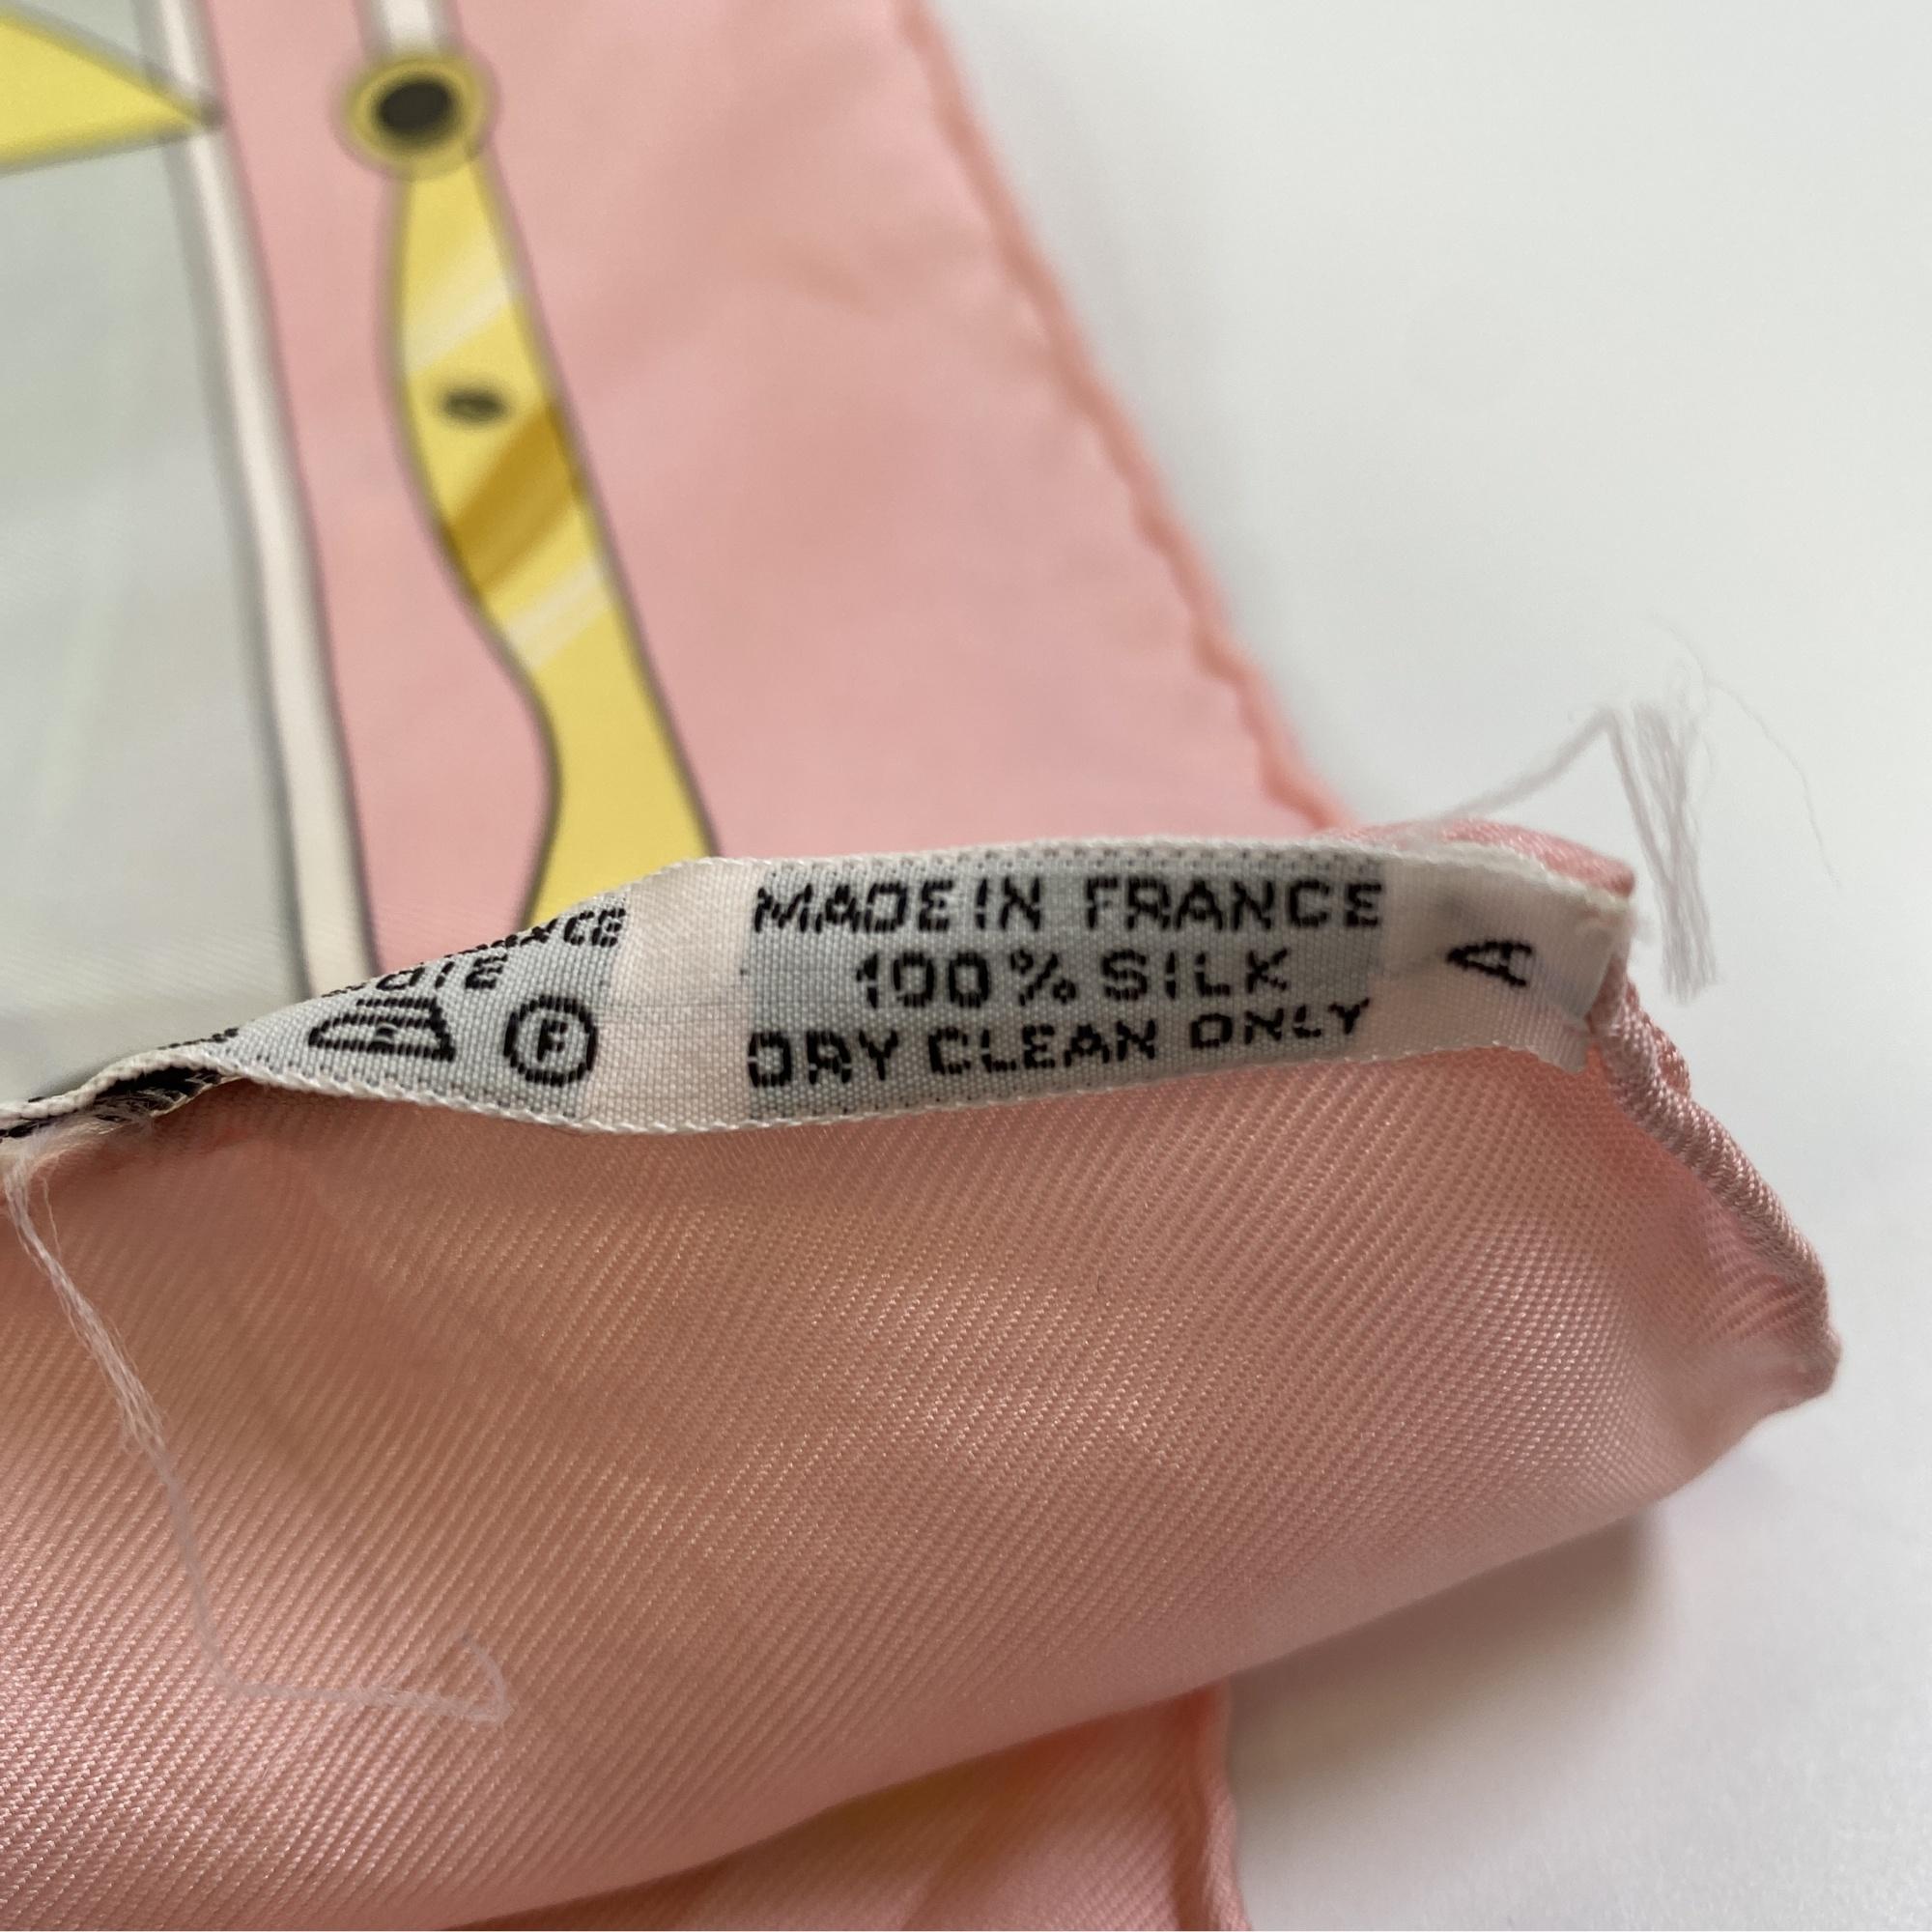 MADE IN FRANCE
100% SILK
DRY CLEAN ONLY
A
F